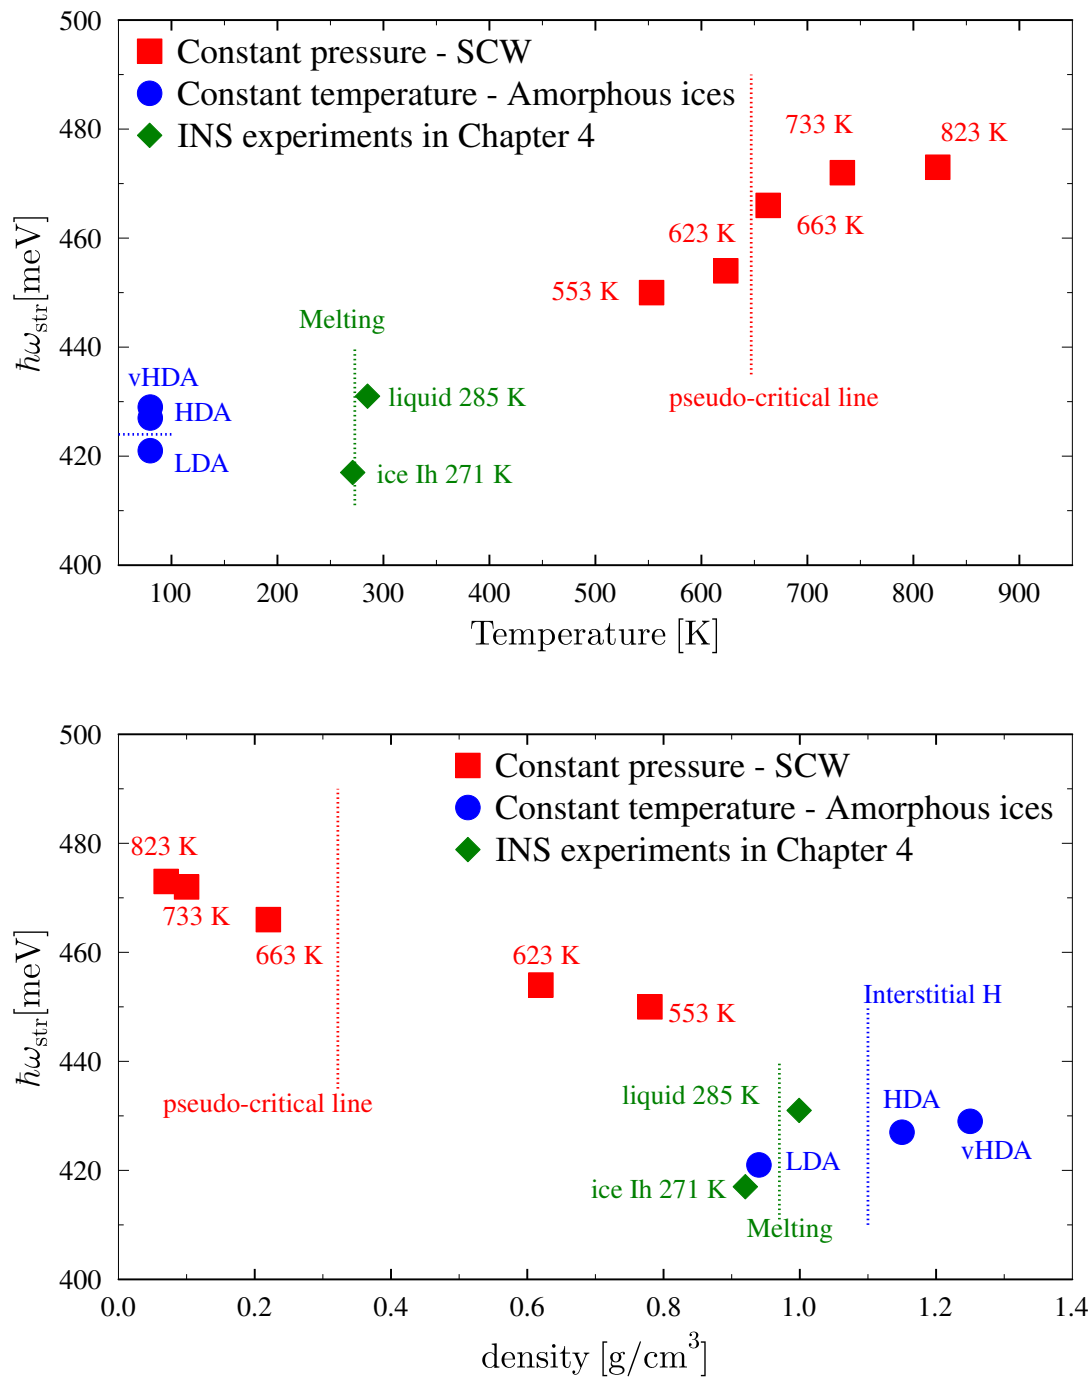 500
480
460
440
420
400
ℏω_str[meV]
Constant pressure - SCW
Constant temperature - Amorphous ices
INS experiments in Chapter 4
733 K
823 K
663 K
623 K
553 K
Melting
vHDA
HDA
LDA
liquid 285 K
ice Ih 271 K
pseudo-critical line
100 200 300 400 500 600 700 800 900
Temperature [K]
500
480
460
440
420
400
ℏω_str[meV]
Constant pressure - SCW
Constant temperature - Amorphous ices
INS experiments in Chapter 4
823 K
733 K
663 K
623 K
553 K
Interstitial H
pseudo-critical line
liquid 285 K
HDA
vHDA
LDA
ice Ih 271 K
Melting
0.0 0.2 0.4 0.6 0.8 1.0 1.2 1.4
density [g/cm³]